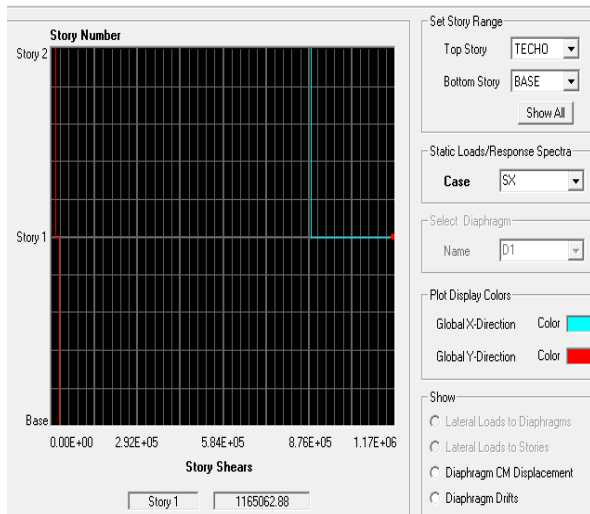 Story Number
Story 2
Story 1
Base
0.00E+00 2.92E+05 5.84E+05 8.76E+05 1.17E+06
Story Shears
Story 1 1165062.88
Set Story Range
Top Story TECHO
Bottom Story BASE
Show All
Static Loads/Response Spectra
Case SX
Select Diaphragm
Name D1
Plot Display Colors
Global X-Direction Color
Global Y-Direction Color
Show
Lateral Loads to Diaphragms
Lateral Loads to Stories
Diaphragm CM Displacement
Diaphragm Drifts